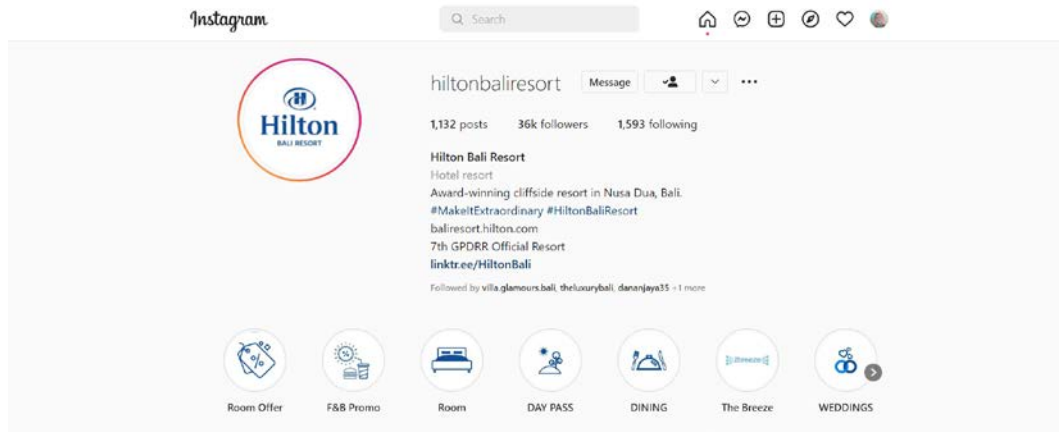 Instagram
Search
Hilton
BALI RESORT
hiltonbaliresort Message
1,132 posts 36k followers 1,593 following
Hilton Bali Resort
Hotel resort
Award-winning cliffside resort in Nusa Dua, Bali.
#MakeItExtraordinary #HiltonBaliResort
baliresort.hilton.com
7th GPDRR Official Resort
linktr.ee/HiltonBali
Followed by villa.glamours.bali, theluxurybali, dananjaya35 +1 more
% % breeze
Room Offer F&B Promo Room DAY PASS DINING The Breeze WEDDINGS